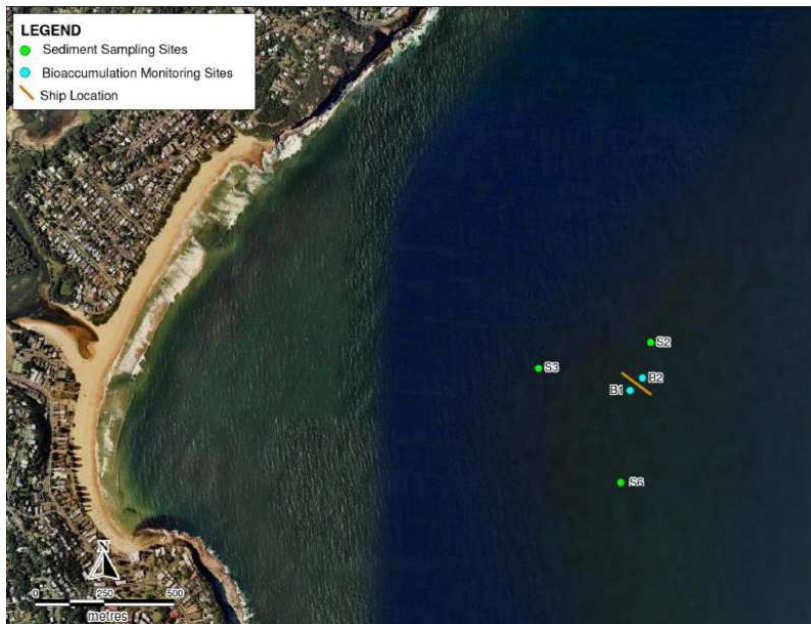 LEGEND
Sediment Sampling Sites
Bioaccumulation Monitoring Sites
Ship Location
S2
S3
B2
B1
S6
N
0 250 500
metres